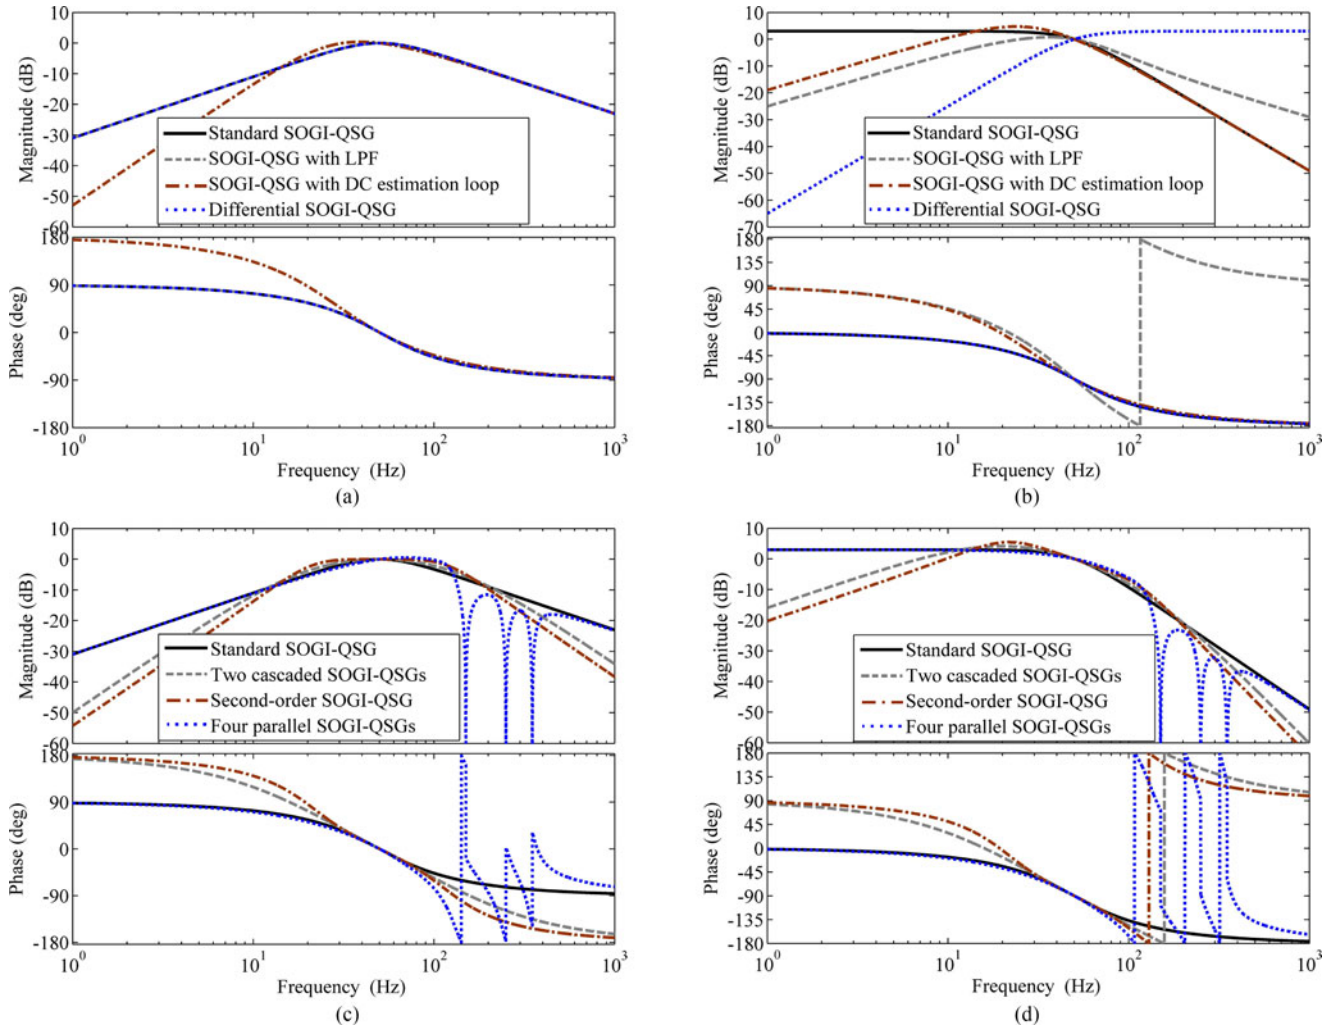 10
0
-10
-20
-30
-40
-50
-60
Magnitude (dB)
Standard SOGI-QSG
SOGI-QSG with LPF
SOGI-QSG with DC estimation loop
Differential SOGI-QSG
180
90
0
-90
-180
Phase (deg)
10^0
10^1
10^2
10^3
Frequency (Hz)
(a)
10
0
-10
-20
-30
-40
-50
-60
-70
Magnitude (dB)
Standard SOGI-QSG
SOGI-QSG with LPF
SOGI-QSG with DC estimation loop
Differential SOGI-QSG
180
135
90
45
0
-45
-90
-135
-180
Phase (deg)
10^0
10^1
10^2
10^3
Frequency (Hz)
(b)
10
0
-10
-20
-30
-40
-50
-60
Magnitude (dB)
Standard SOGI-QSG
Two cascaded SOGI-QSGs
Second-order SOGI-QSG
Four parallel SOGI-QSGs
180
90
0
-90
-180
Phase (deg)
10^0
10^1
10^2
10^3
Frequency (Hz)
(c)
10
0
-10
-20
-30
-40
-50
-60
Magnitude (dB)
Standard SOGI-QSG
Two cascaded SOGI-QSGs
Second-order SOGI-QSG
Four parallel SOGI-QSGs
180
135
90
45
0
-45
-90
-135
-180
Phase (deg)
10^0
10^1
10^2
10^3
Frequency (Hz)
(d)